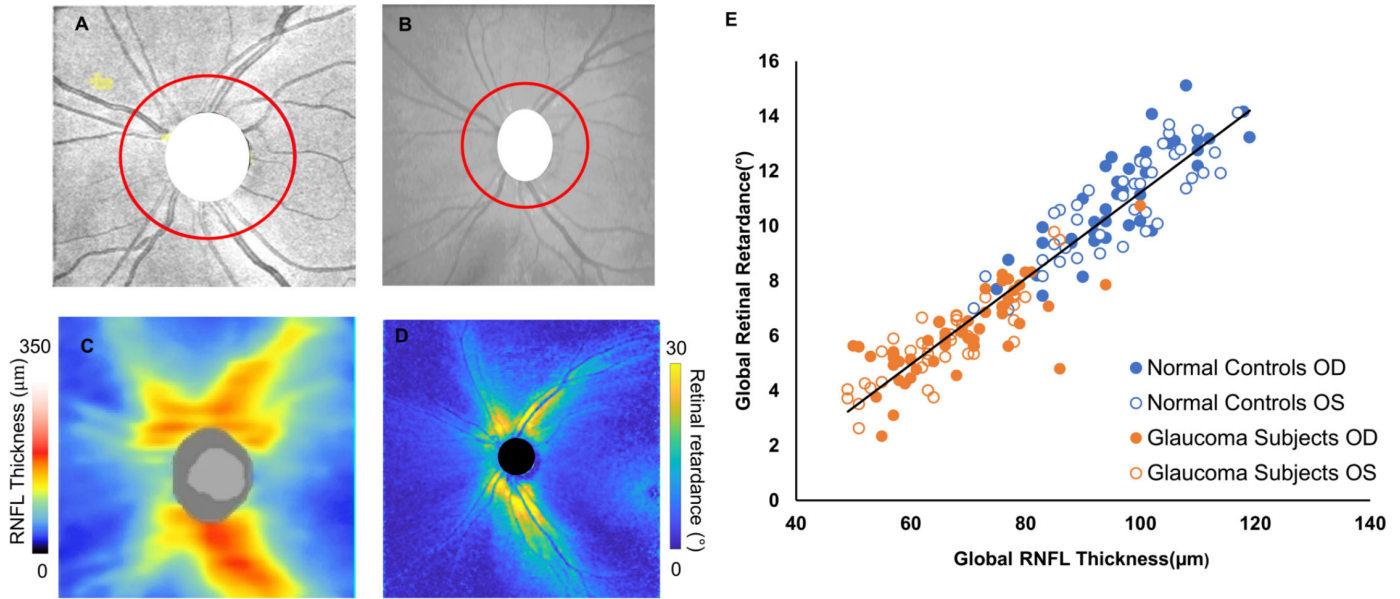 A
B
C
350
RNFL Thickness (µm)
0
D
30
Retinal retardance (°)
0
E
Global Retinal Retardance(°)
16
14
12
10
8
6
4
2
0
40
60
80
100
120
140
Global RNFL Thickness(µm)
Normal Controls OD
Normal Controls OS
Glaucoma Subjects OD
Glaucoma Subjects OS